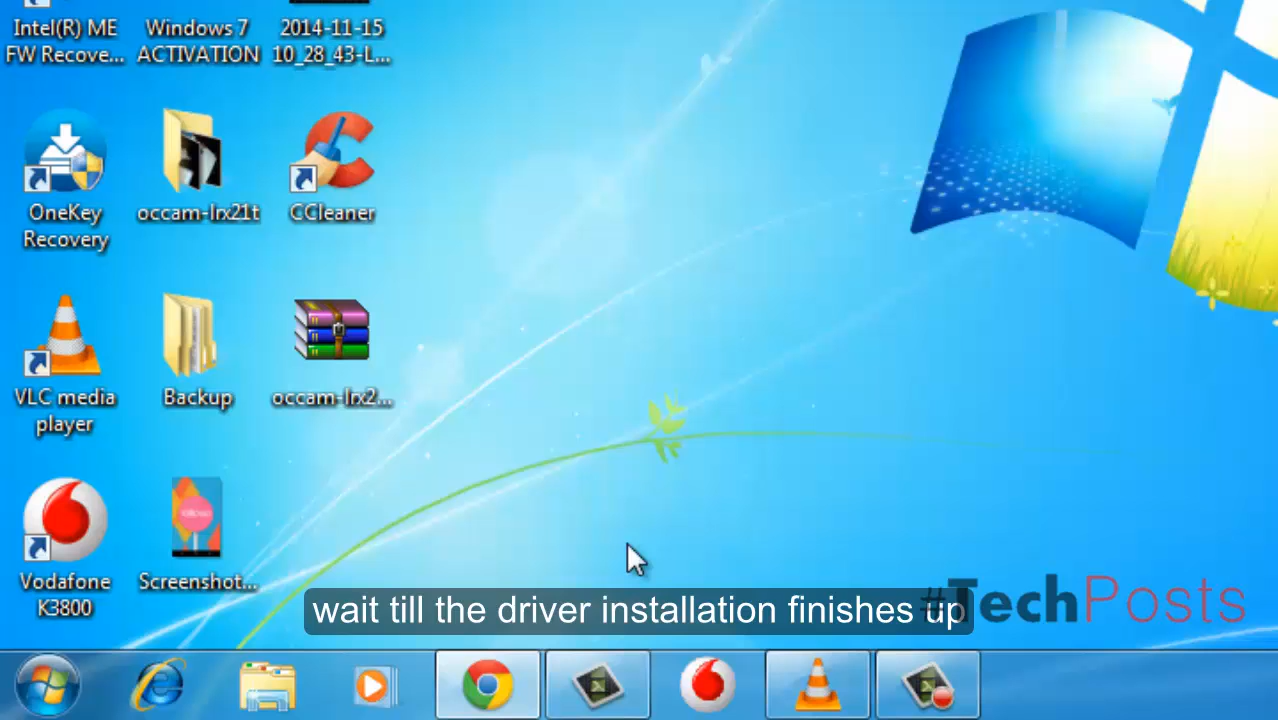 Intel(R) ME
FW Recove...
Windows 7
ACTIVATION
2014-11-15
10_28_43-L...
OneKey
Recovery
occam-lrx21t
CCleaner
VLC media
player
Backup
occam-lrx2...
Vodafone
K3800
Screenshot...
wait till the driver installation finishes up
#TechPosts